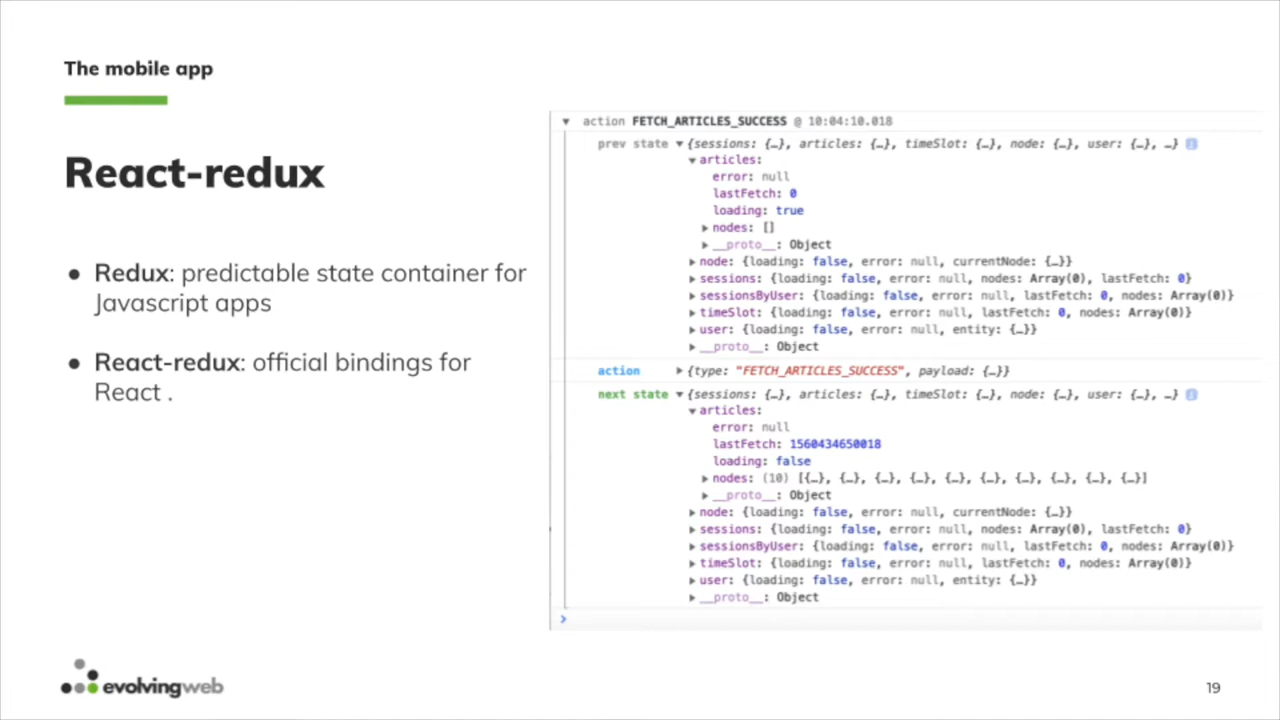 The mobile app
React-redux
● Redux: predictable state container for
Javascript apps
● React-redux: official bindings for
React .
▼ action FETCH_ARTICLES_SUCCESS @ 10:04:10.018
prev state ▼{sessions: {…}, articles: {…}, timeSlot: {…}, node: {…}, user: {…}, …} i
▼articles:
error: null
lastFetch: 0
loading: true
▶nodes: []
▶__proto__: Object
▶node: {loading: false, error: null, currentNode: {…}}
▶sessions: {loading: false, error: null, nodes: Array(0), lastFetch: 0}
▶sessionsByUser: {loading: false, error: null, lastFetch: 0, nodes: Array(0)}
▶timeSlot: {loading: false, error: null, lastFetch: 0, nodes: Array(0)}
▶user: {loading: false, error: null, entity: {…}}
▶__proto__: Object
action ▶{type: "FETCH_ARTICLES_SUCCESS", payload: {…}}
next state ▼{sessions: {…}, articles: {…}, timeSlot: {…}, node: {…}, user: {…}, …} i
▼articles:
error: null
lastFetch: 1560434650018
loading: false
▶nodes: (10) [{…}, {…}, {…}, {…}, {…}, {…}, {…}, {…}, {…}, {…}]
▶__proto__: Object
▶node: {loading: false, error: null, currentNode: {…}}
▶sessions: {loading: false, error: null, nodes: Array(0), lastFetch: 0}
▶sessionsByUser: {loading: false, error: null, lastFetch: 0, nodes: Array(0)}
▶timeSlot: {loading: false, error: null, lastFetch: 0, nodes: Array(0)}
▶user: {loading: false, error: null, entity: {…}}
▶__proto__: Object
>
evolvingweb
19